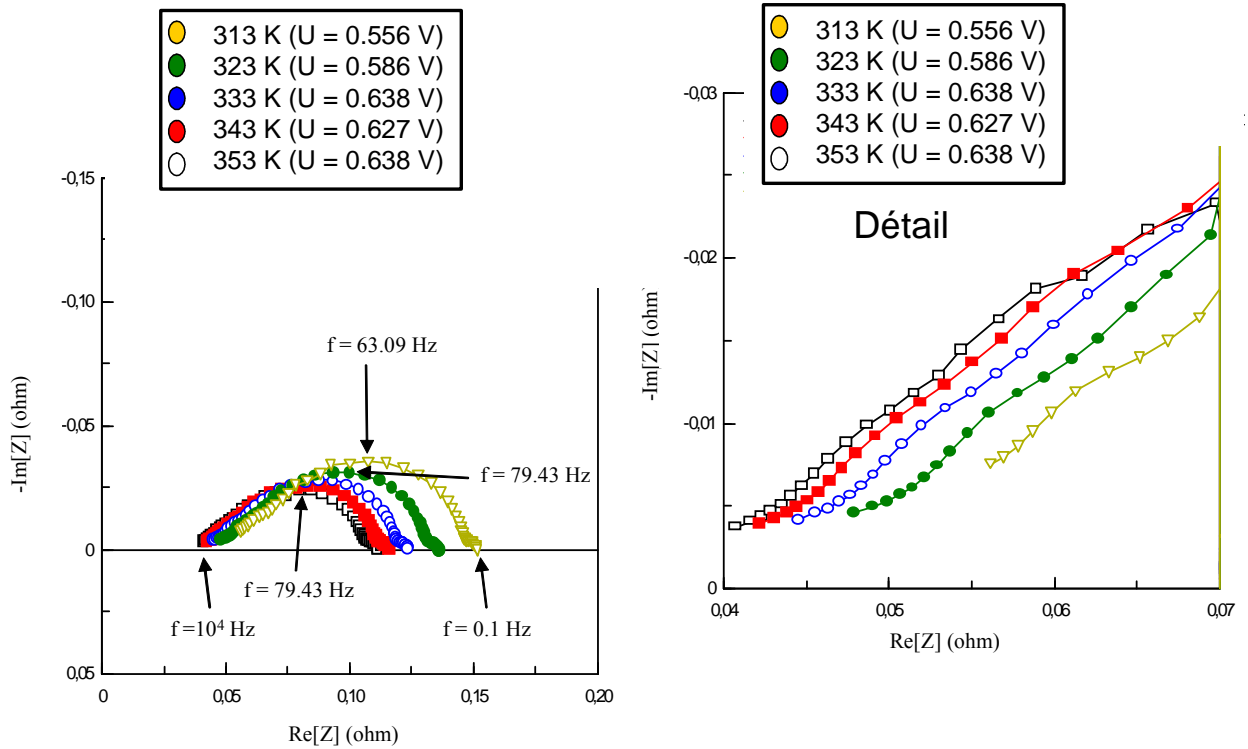 313 K (U = 0.556 V)
323 K (U = 0.586 V)
333 K (U = 0.638 V)
343 K (U = 0.627 V)
353 K (U = 0.638 V)
-0,15
-0,10
-0,05
0
0,05
-Im[Z] (ohm)
f = 63.09 Hz
f = 79.43 Hz
f = 79.43 Hz
f =10⁴ Hz
f = 0.1 Hz
0
0,05
0,10
0,15
0,20
Re[Z] (ohm)
313 K (U = 0.556 V)
323 K (U = 0.586 V)
333 K (U = 0.638 V)
343 K (U = 0.627 V)
353 K (U = 0.638 V)
Détail
-0,03
-0,02
-0,01
0
-Im[Z] (ohm)
0,04
0,05
0,06
0,07
Re[Z] (ohm)